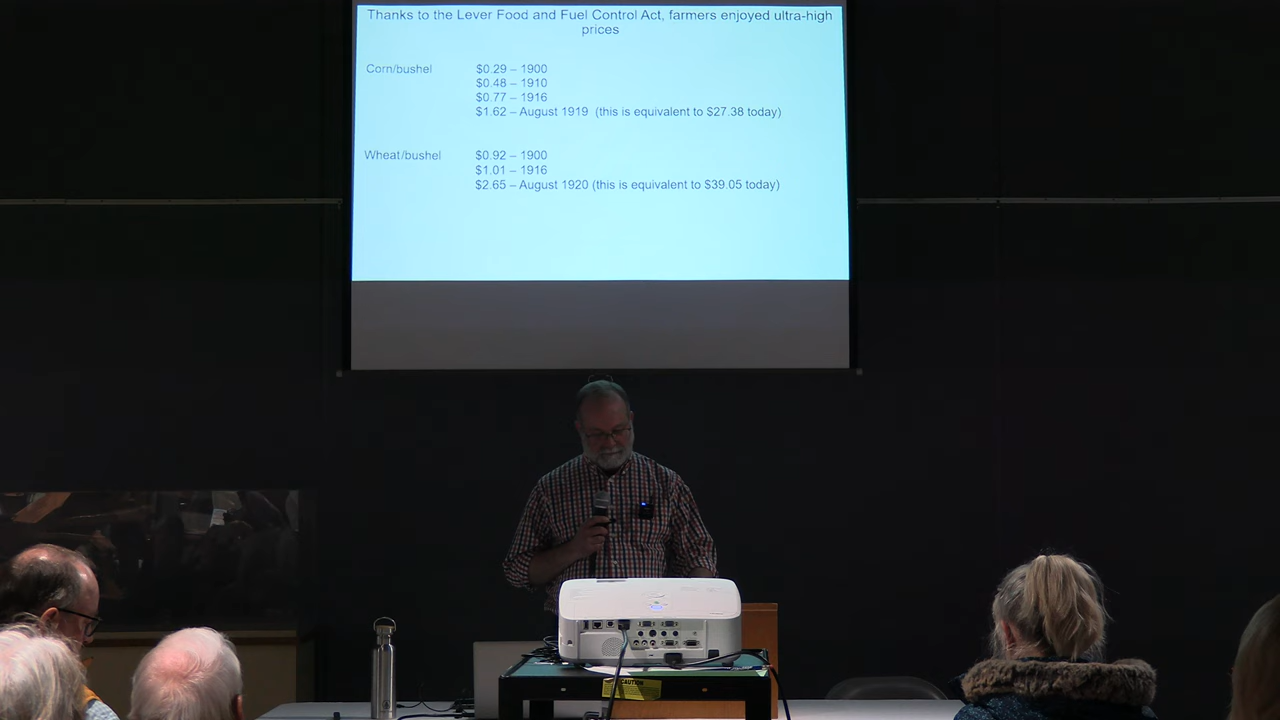 Thanks to the Lever Food and Fuel Control Act, farmers enjoyed ultra-high
prices
Corn/bushel $0.29 – 1900
$0.48 – 1910
$0.77 – 1916
$1.62 – August 1919 (this is equivalent to $27.38 today)
Wheat/bushel $0.92 – 1900
$1.01 – 1916
$2.65 – August 1920 (this is equivalent to $39.05 today)
CAUTION